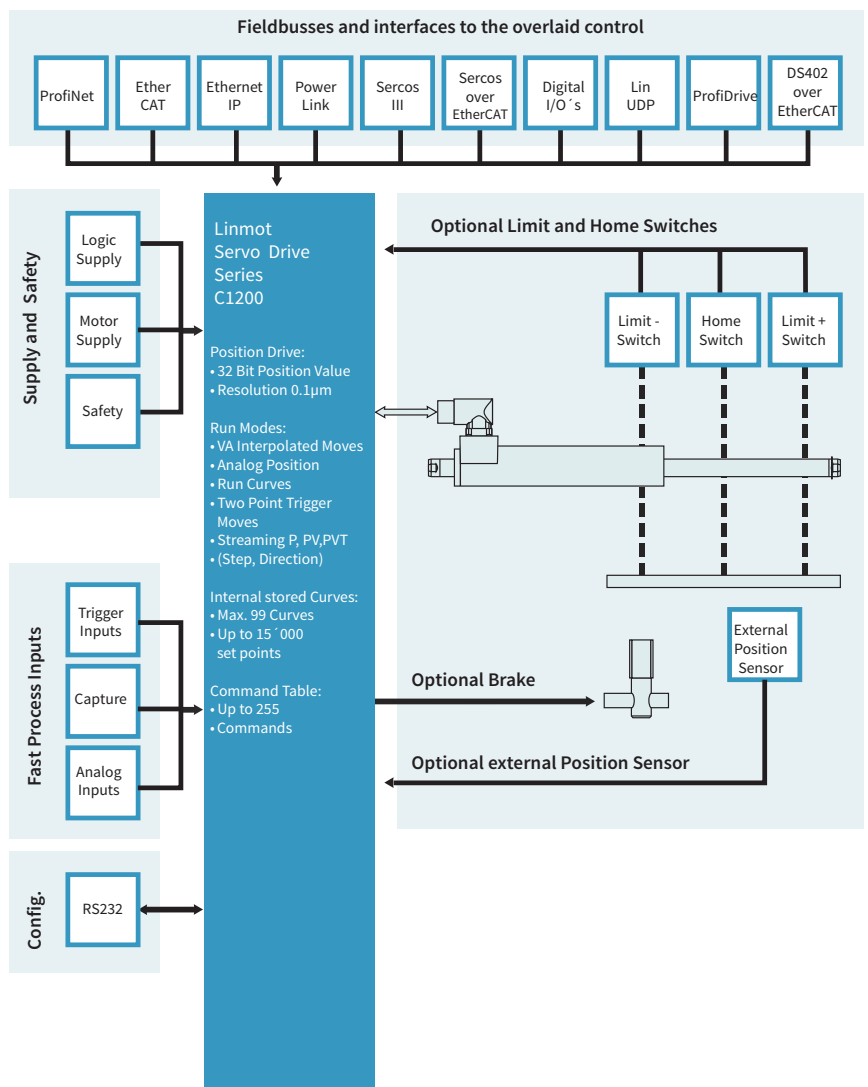 Fieldbusses and interfaces to the overlaid control
ProfiNet
Ether
CAT
Ethernet
IP
Power
Link
Sercos
III
Sercos
over
EtherCAT
Digital
I/O´s
Lin
UDP
ProfiDrive
DS402
over
EtherCAT
Supply and Safety
Logic
Supply
Motor
Supply
Safety
Linmot
Servo Drive
Series
C1200
Position Drive:
• 32 Bit Position Value
• Resolution 0.1µm
Run Modes:
• VA Interpolated Moves
• Analog Position
• Run Curves
• Two Point Trigger
Moves
• Streaming P, PV,PVT
• (Step, Direction)
Internal stored Curves:
• Max. 99 Curves
• Up to 15´000
set points
Command Table:
• Up to 255
• Commands
Optional Limit and Home Switches
Limit -
Switch
Home
Switch
Limit +
Switch
Fast Process Inputs
Trigger
Inputs
Capture
Analog
Inputs
External
Position
Sensor
Optional Brake
Optional external Position Sensor
Config.
RS232